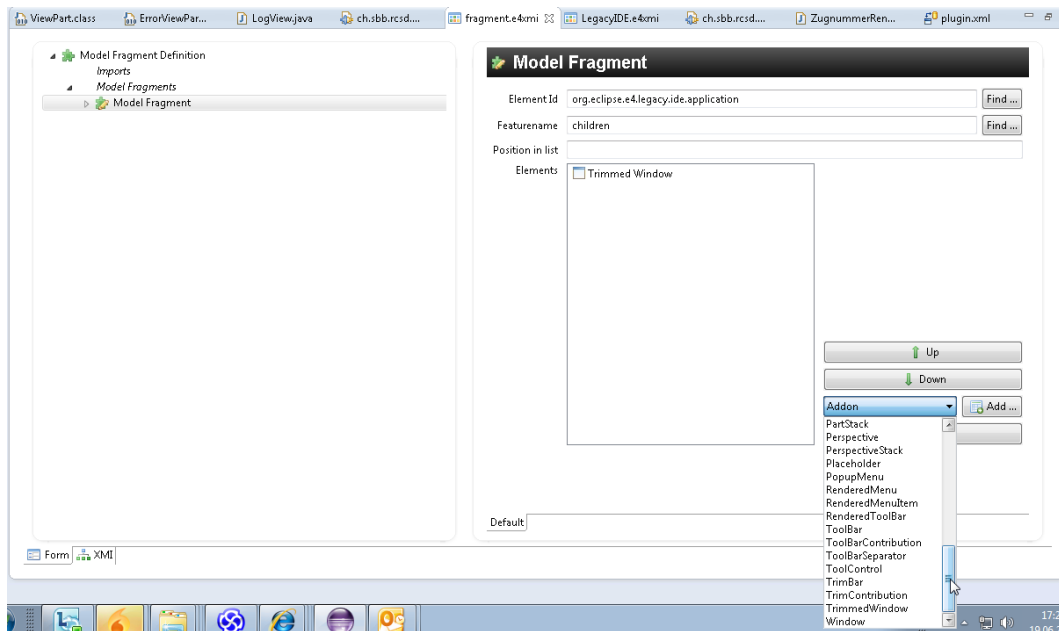 ViewPart.class ErrorViewPar... LogView.java ch.sbb.rcsd.... fragment.e4xmi LegacyIDE.e4xmi ch.sbb.rcsd.... ZugnummerRen... plugin.xml
Model Fragment Definition
Imports
Model Fragments
Model Fragment
Model Fragment
Element Id org.eclipse.e4.legacy.ide.application Find ...
Featurename children Find ...
Position in list
Elements Trimmed Window
Up
Down
Addon Add ...
PartStack
Perspective
PerspectiveStack
Placeholder
PopupMenu
RenderedMenu
RenderedMenuItem
RenderedToolBar
ToolBar
ToolBarContribution
ToolBarSeparator
ToolControl
TrimBar
TrimContribution
TrimmedWindow
Window
Default
Form XMI